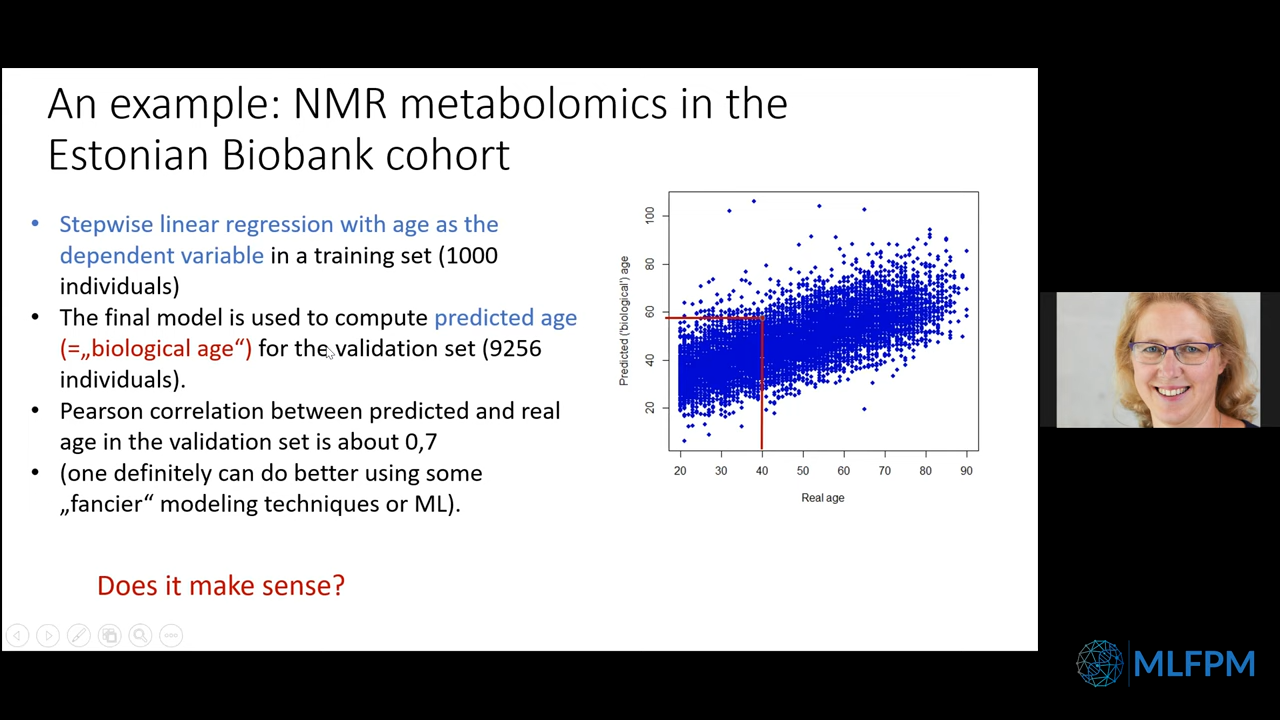 An example: NMR metabolomics in the
Estonian Biobank cohort
• Stepwise linear regression with age as the
dependent variable in a training set (1000
individuals)
• The final model is used to compute predicted age
(=„biological age“) for the validation set (9256
individuals).
• Pearson correlation between predicted and real
age in the validation set is about 0,7
• (one definitely can do better using some
„fancier“ modeling techniques or ML).
Does it make sense?
Predicted ('biological') age
100
80
60
40
20
20 30 40 50 60 70 80 90
Real age
MLFPM